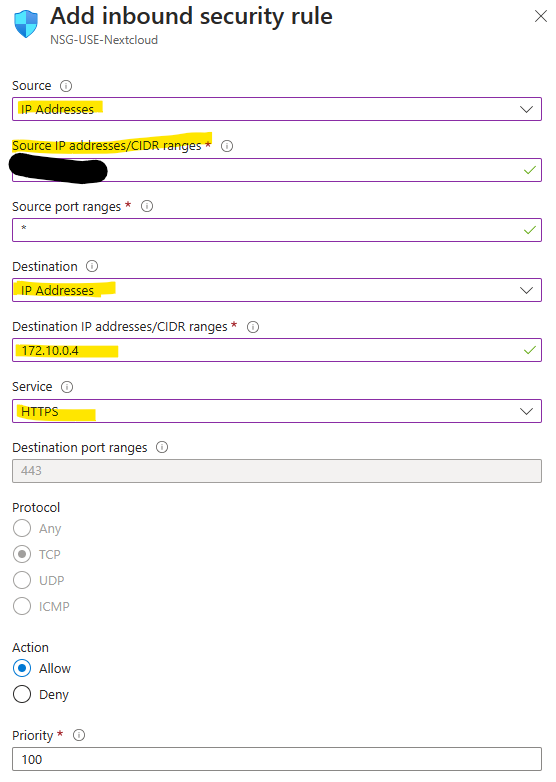 Add inbound security rule
NSG-USE-Nextcloud
Source
IP Addresses
Source IP addresses/CIDR ranges *
Source port ranges *
*
Destination
IP Addresses
Destination IP addresses/CIDR ranges *
172.10.0.4
Service
HTTPS
Destination port ranges
443
Protocol
Any
TCP
UDP
ICMP
Action
Allow
Deny
Priority *
100